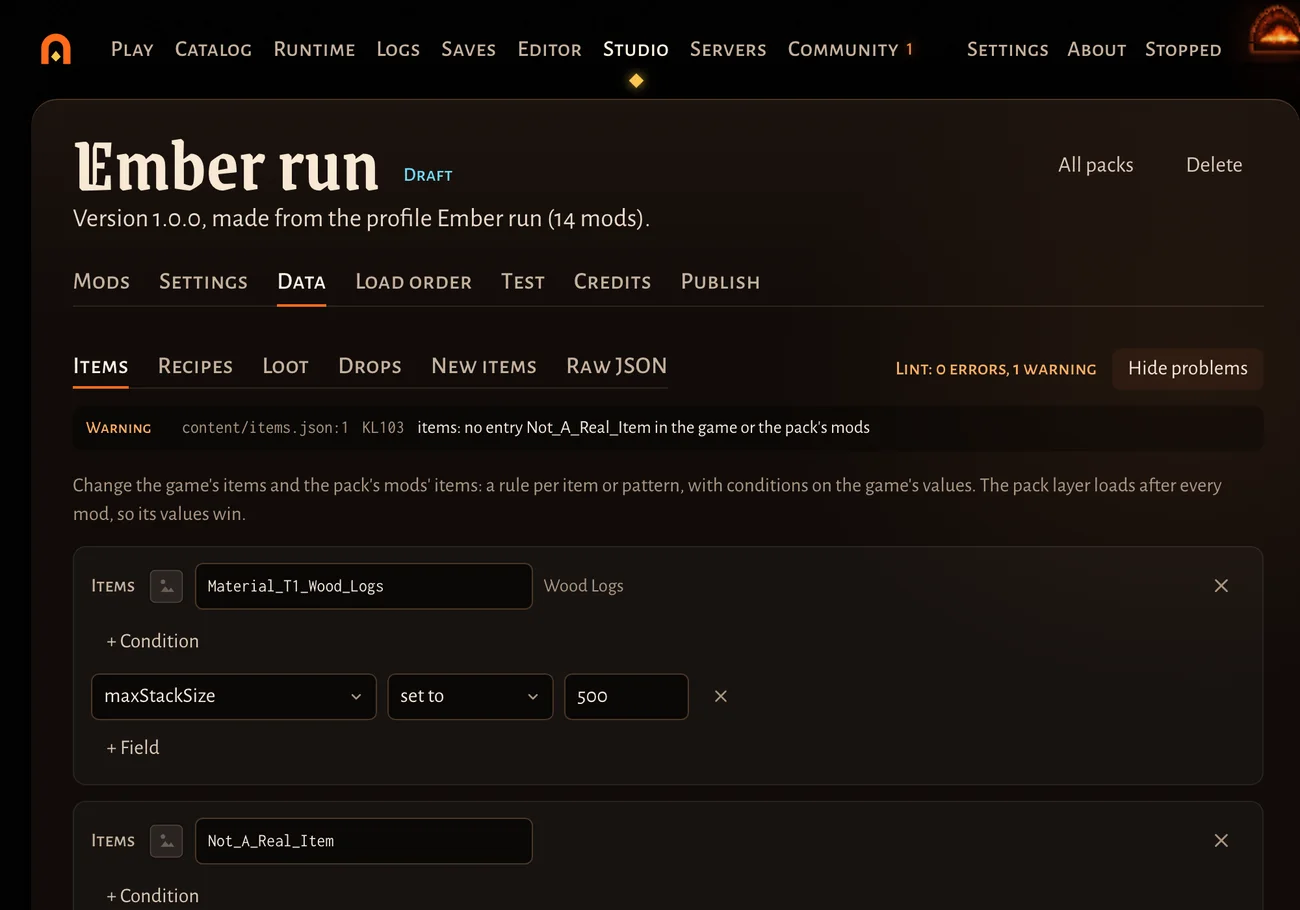 Play Catalog Runtime Logs Saves Editor Studio Servers Community 1 Settings About Stopped
Ember run Draft All packs Delete
Version 1.0.0, made from the profile Ember run (14 mods).
Mods Settings Data Load order Test Credits Publish
Items Recipes Loot Drops New items Raw JSON Lint: 0 errors, 1 warning Hide problems
Warning content/items.json:1 KL103 items: no entry Not_A_Real_Item in the game or the pack's mods
Change the game's items and the pack's mods' items: a rule per item or pattern, with conditions on the game's values. The pack layer loads after every
mod, so its values win.
Items Material_T1_Wood_Logs Wood Logs
+ Condition
maxStackSize set to 500
+ Field
Items Not_A_Real_Item
+ Condition